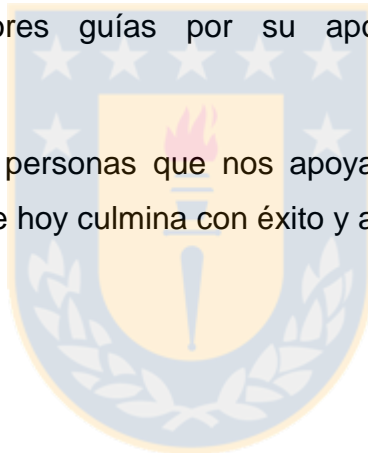 ores guías por su apo
personas que nos apoya
e hoy culmina con éxito y a